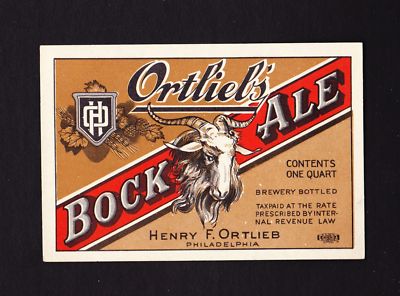 Ortlieb's
BOCK ALE
CONTENTS
ONE QUART
BREWERY BOTTLED
TAXPAID AT THE RATE
PRESCRIBED BY INTER-
NAL REVENUE LAW
HENRY F. ORTLIEB
PHILADELPHIA